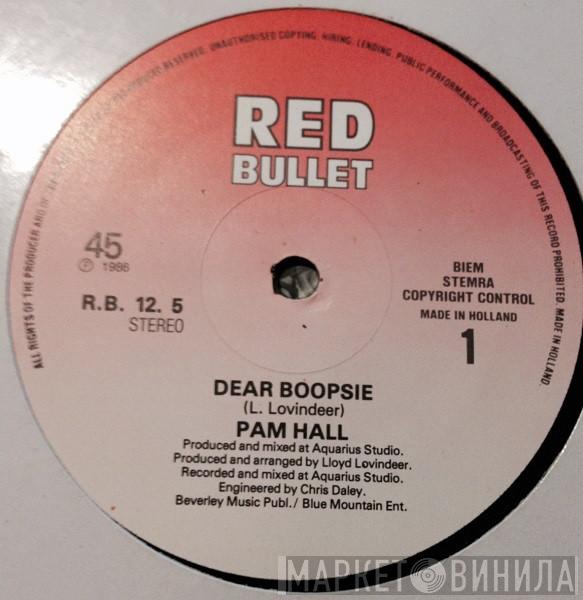 ALL RIGHTS OF THE PRODUCER AND OF THE
RESERVED. UNAUTHORISED COPYING, HIRING, LENDING, PUBLIC PERFORMANCE AND BROADCASTING OF THIS RECORD PROHIBITED. MADE IN HOLLAND.
RED
BULLET
45
℗ 1986
R.B. 12. 5
STEREO
BIEM
STEMRA
COPYRIGHT CONTROL
MADE IN HOLLAND
1
DEAR BOOPSIE
(L. Lovindeer)
PAM HALL
Produced and mixed at Aquarius Studio.
Produced and arranged by Lloyd Lovindeer.
Recorded and mixed at Aquarius Studio.
Engineered by Chris Daley.
Beverley Music Publ./ Blue Mountain Ent.
МАРКЕТ ВИНИЛА